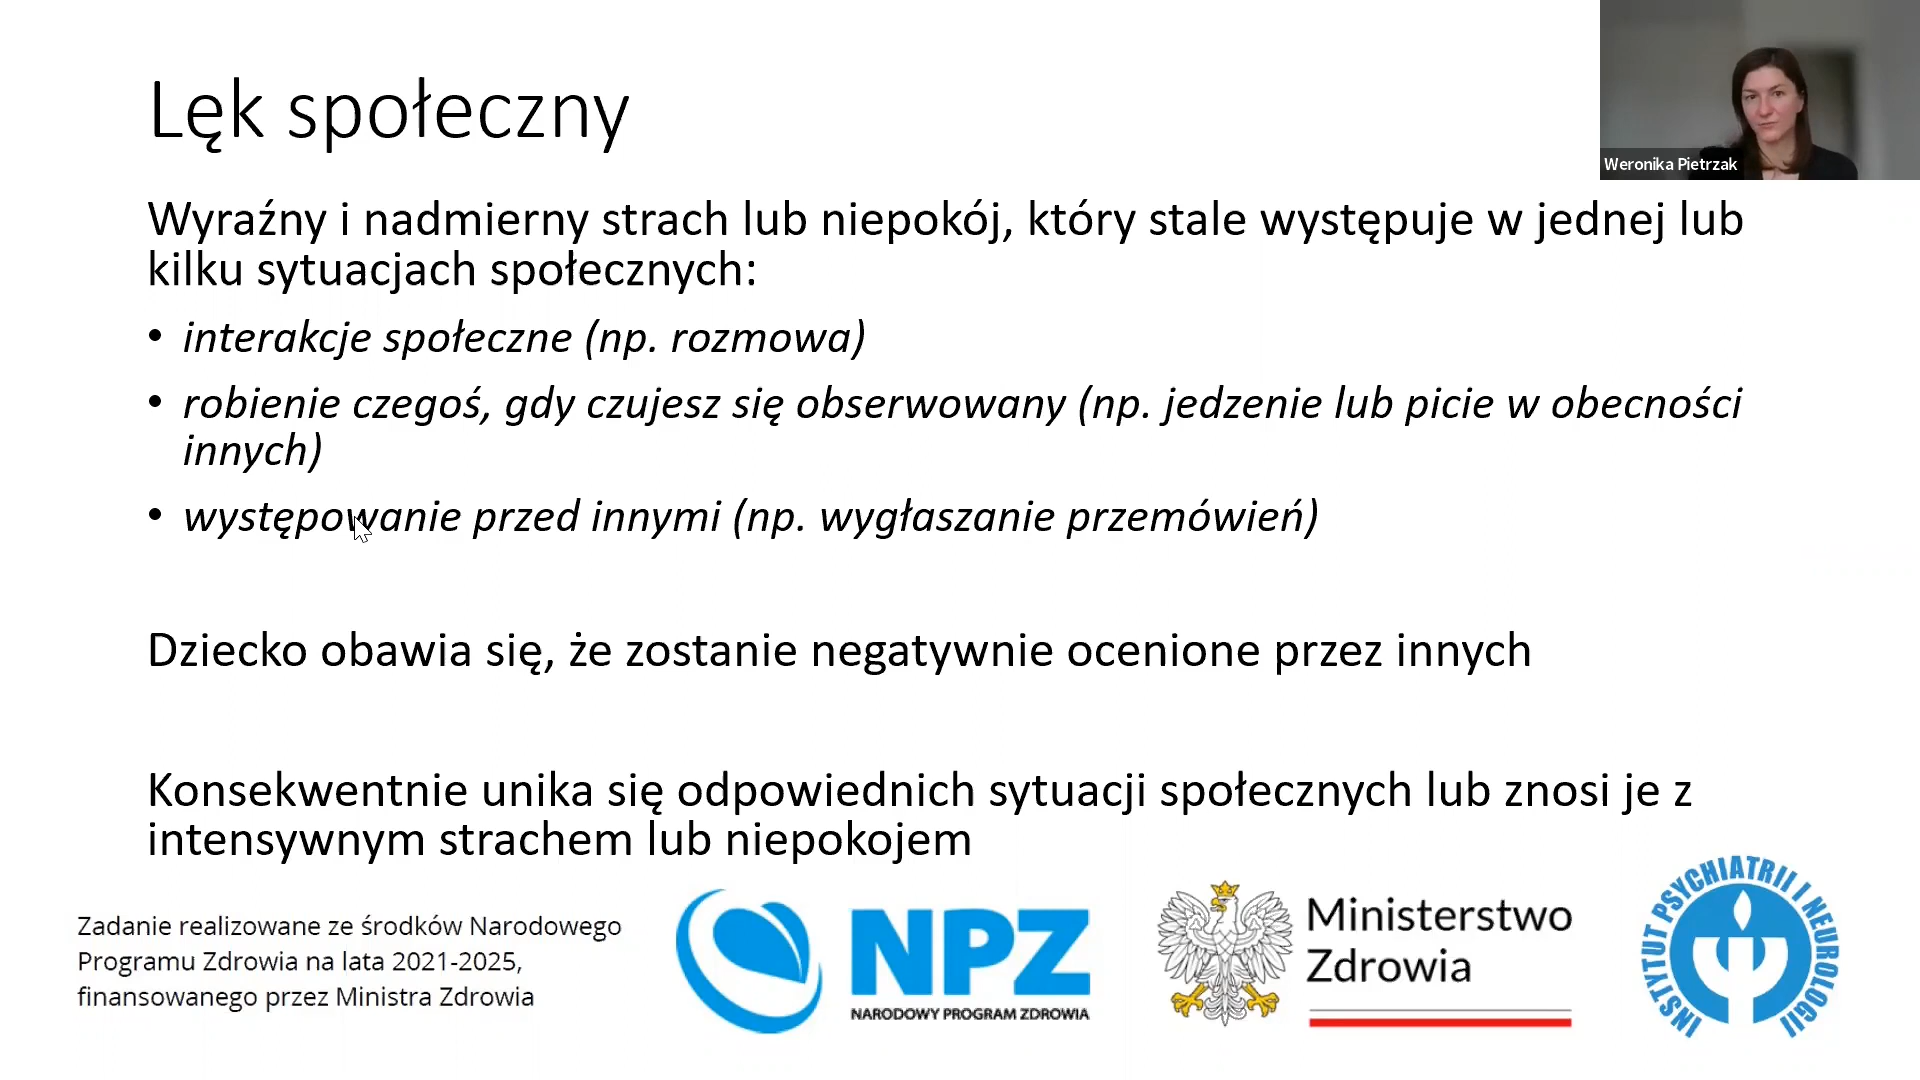 Lęk społeczny
Weronika Pietrzak
Wyraźny i nadmierny strach lub niepokój, który stale występuje w jednej lub
kilku sytuacjach społecznych:
• interakcje społeczne (np. rozmowa)
• robienie czegoś, gdy czujesz się obserwowany (np. jedzenie lub picie w obecności
innych)
• występowanie przed innymi (np. wygłaszanie przemówień)
Dziecko obawia się, że zostanie negatywnie ocenione przez innych
Konsekwentnie unika się odpowiednich sytuacji społecznych lub znosi je z
intensywnym strachem lub niepokojem
Zadanie realizowane ze środków Narodowego
Programu Zdrowia na lata 2021-2025,
finansowanego przez Ministra Zdrowia
NPZ
NARODOWY PROGRAM ZDROWIA
Ministerstwo
Zdrowia
INSTYTUT PSYCHIATRII I NEUROLOGII